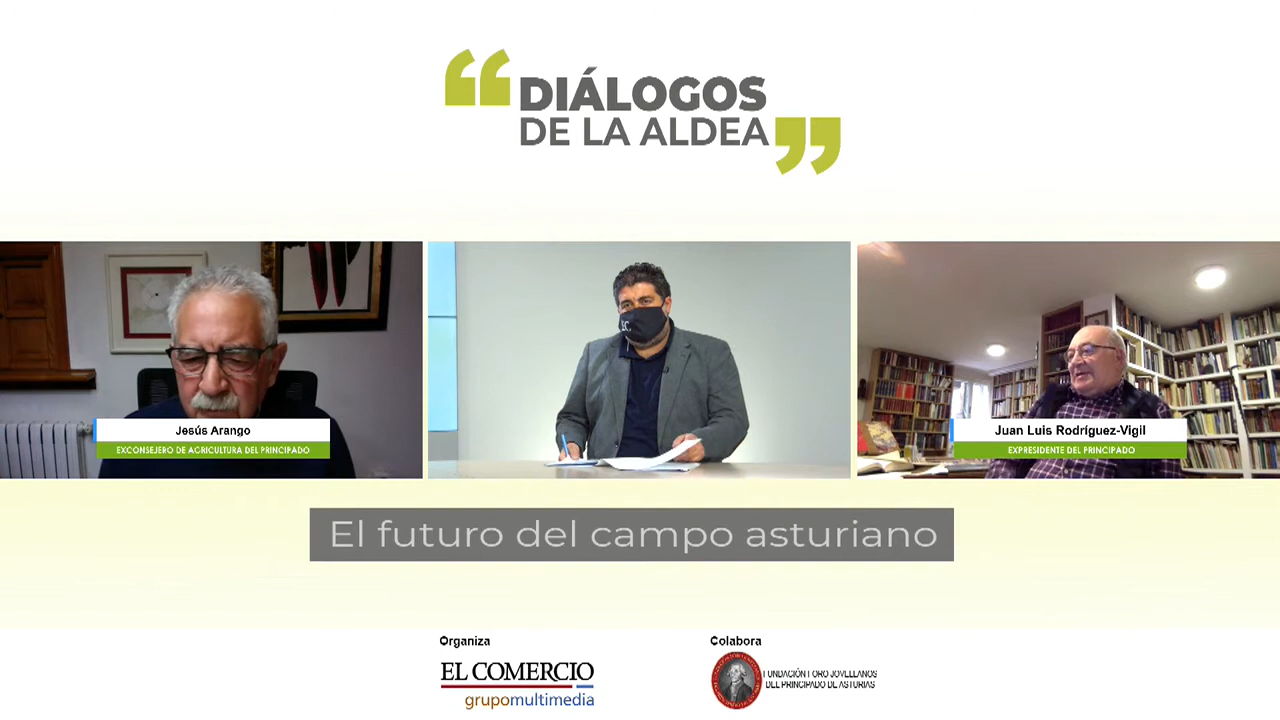 “DIÁLOGOS
DE LA ALDEA”
EC.
Jesús Arango
EXCONSEJERO DE AGRICULTURA DEL PRINCIPADO
Juan Luis Rodríguez-Vigil
EXPRESIDENTE DEL PRINCIPADO
El futuro del campo asturiano
Organiza
EL COMERCIO
grupomultimedia
Colabora
FUNDACIÓN FORO JOVELLANOS
DEL PRINCIPADO DE ASTURIAS